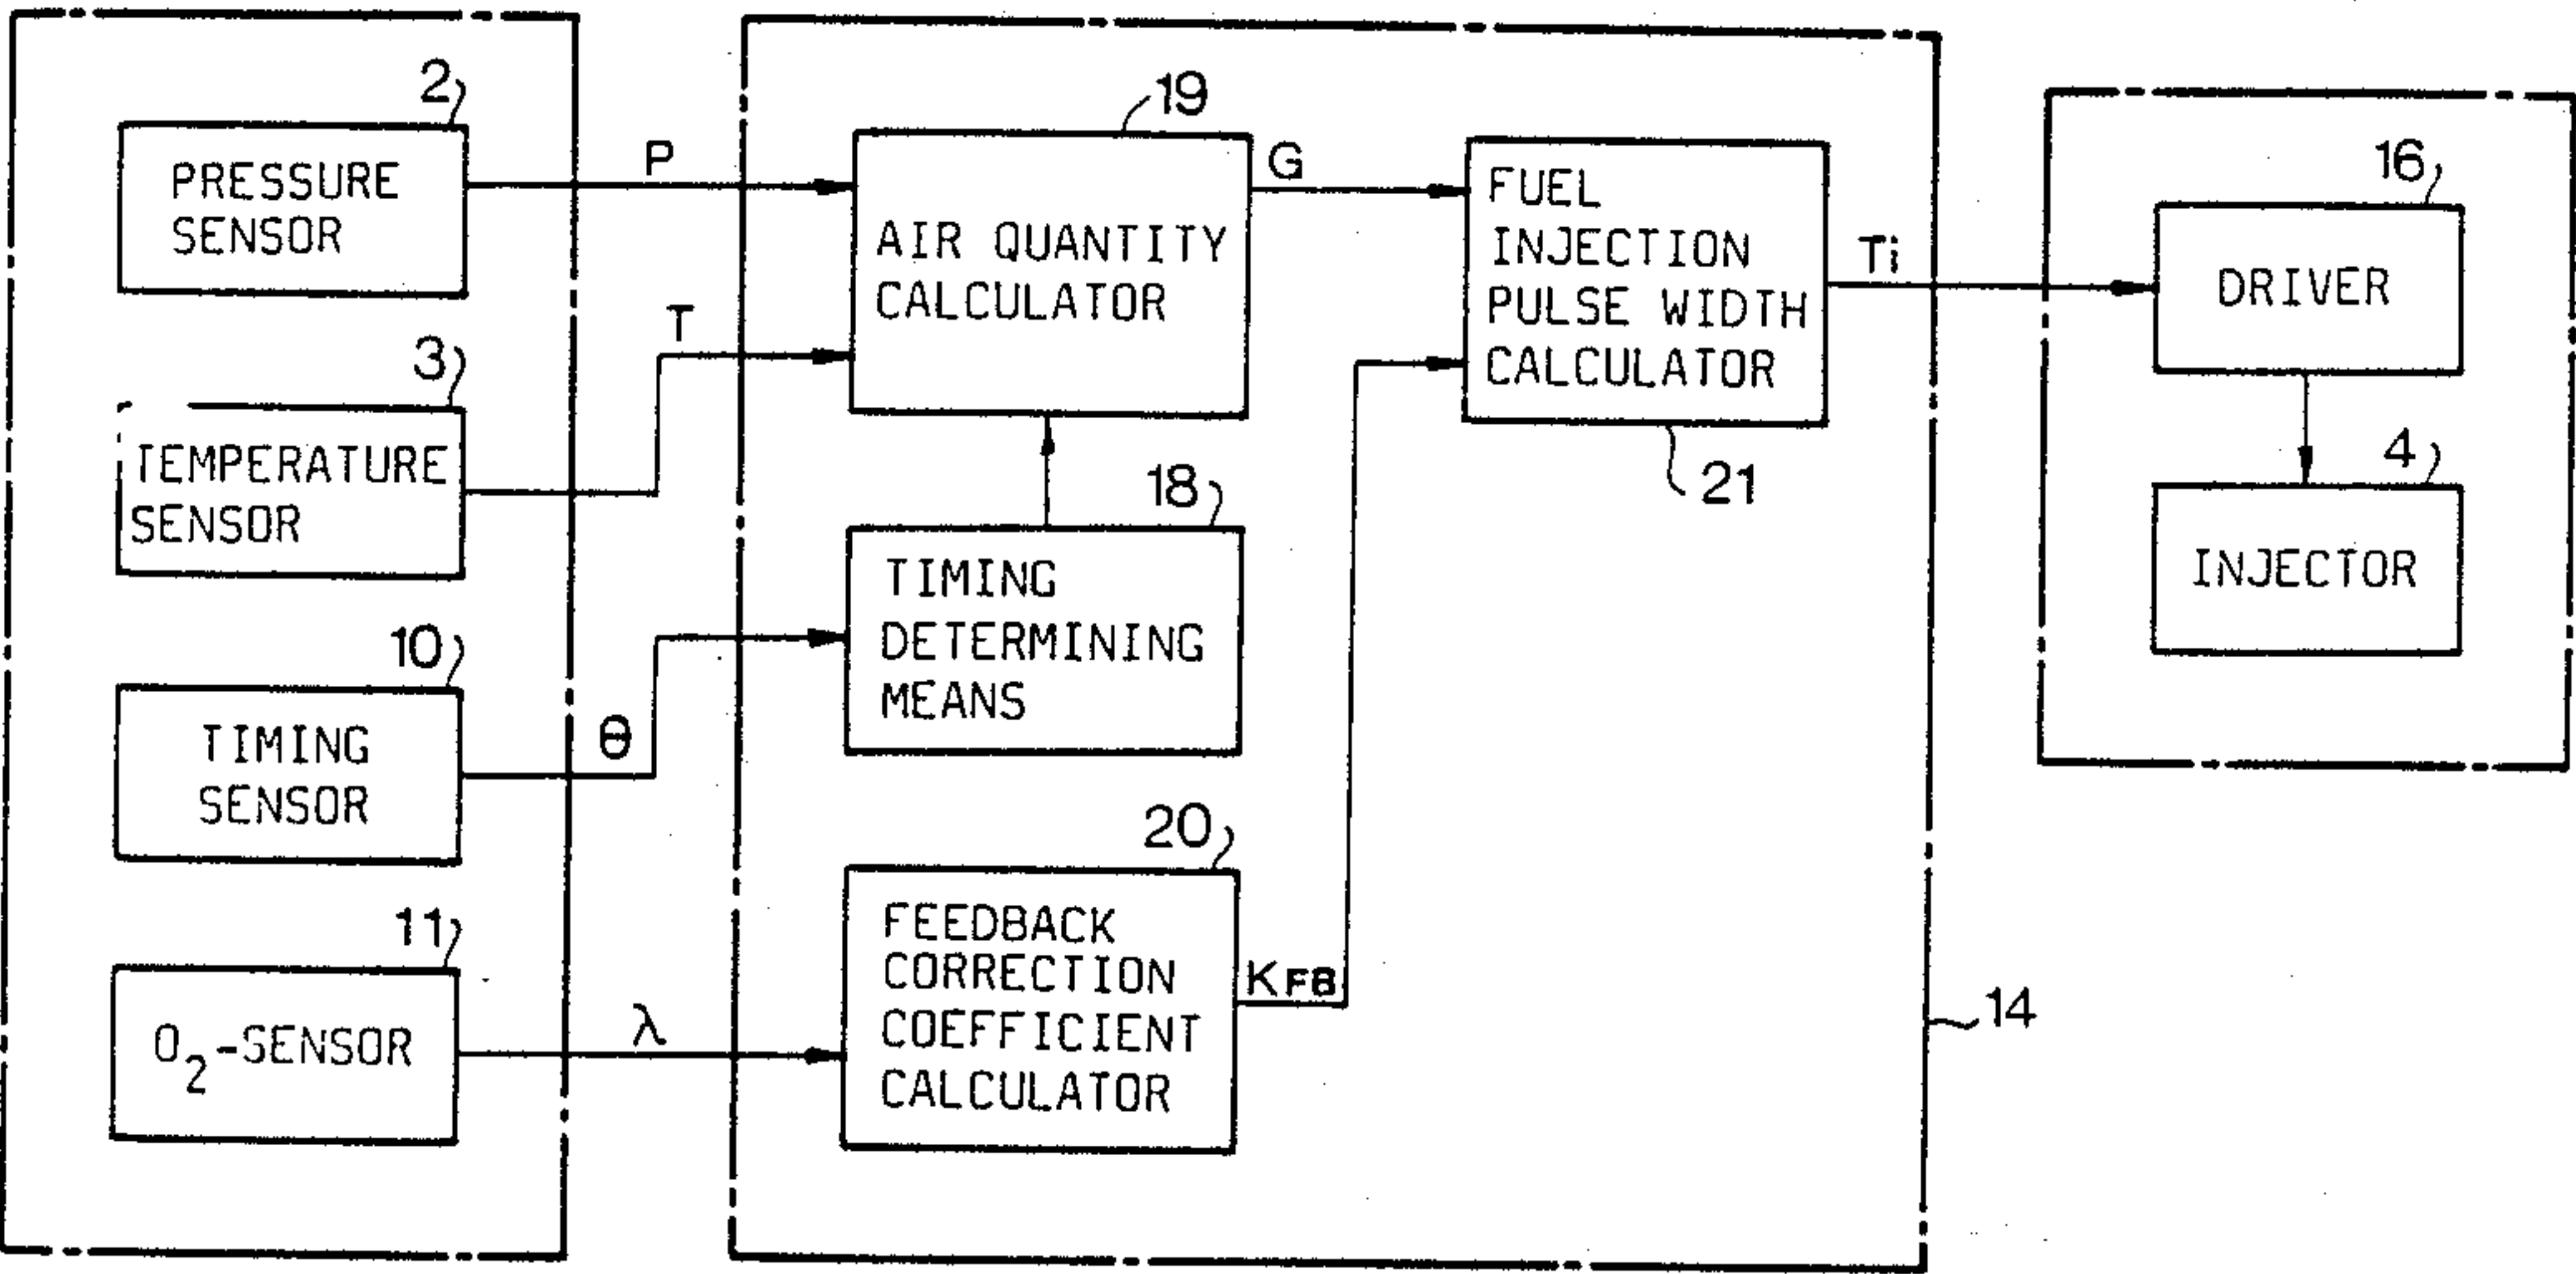 2
PRESSURE
SENSOR
P
3
TEMPERATURE
SENSOR
T
10
TIMING
SENSOR
θ
11
O₂-SENSOR
λ
19
AIR QUANTITY
CALCULATOR
G
18
TIMING
DETERMINING
MEANS
20
FEEDBACK
CORRECTION
COEFFICIENT
CALCULATOR
KFB
FUEL
INJECTION
PULSE WIDTH
CALCULATOR
21
Ti
14
16
DRIVER
4
INJECTOR